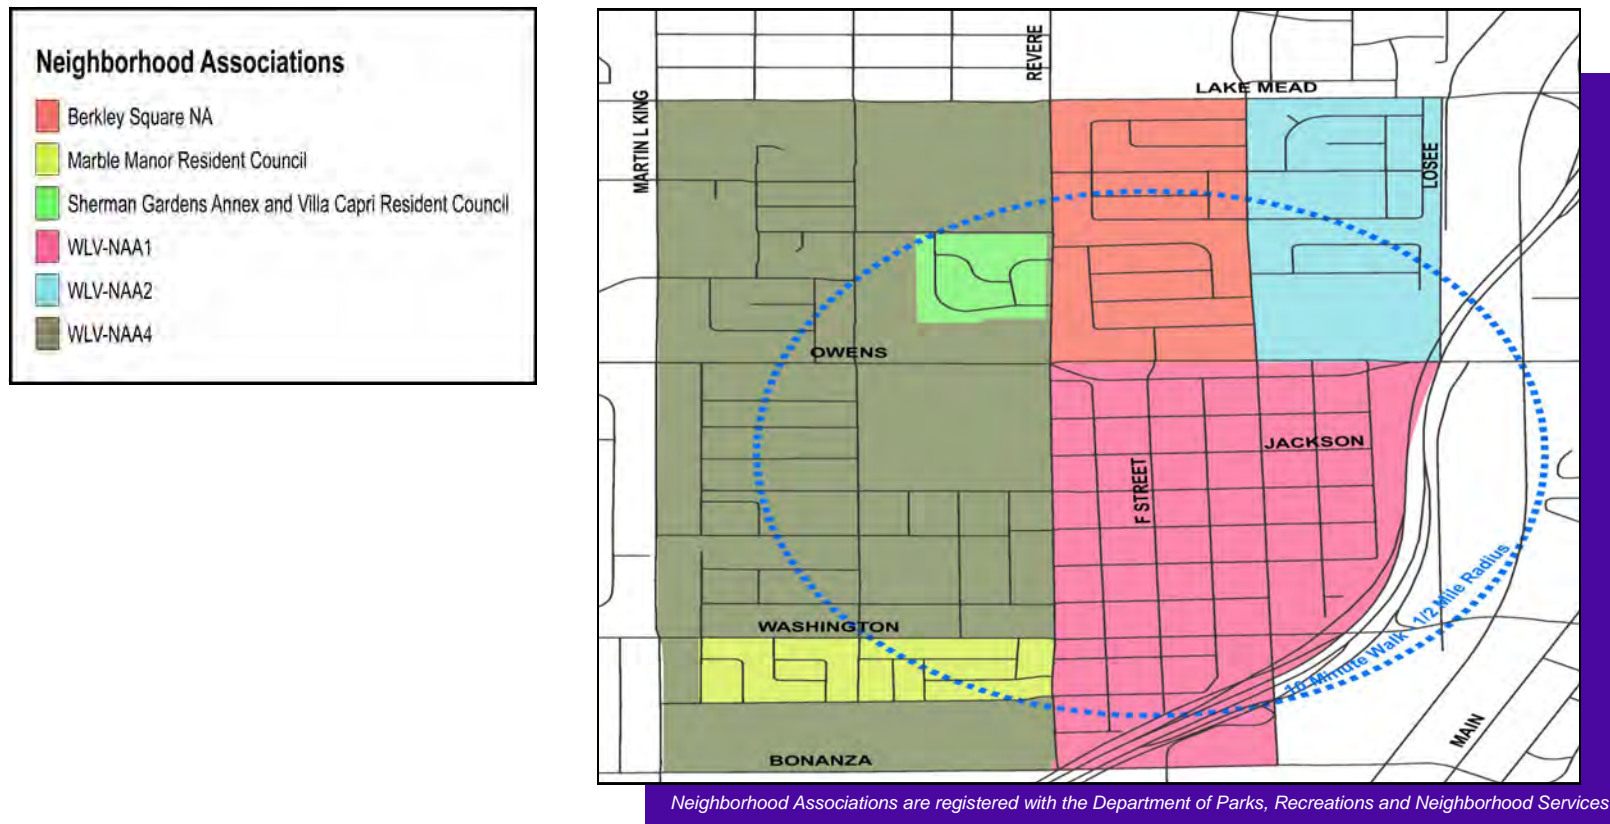 Neighborhood Associations
Berkley Square NA
Marble Manor Resident Council
Sherman Gardens Annex and Villa Capri Resident Council
WLV-NAA1
WLV-NAA2
WLV-NAA4
REVERE
LAKE MEAD
MARTIN L KING
LOSEE
OWENS
JACKSON
F STREET
WASHINGTON
10 Minute Walk - 1/2 Mile Radius
MAIN
BONANZA
Neighborhood Associations are registered with the Department of Parks, Recreations and Neighborhood Services